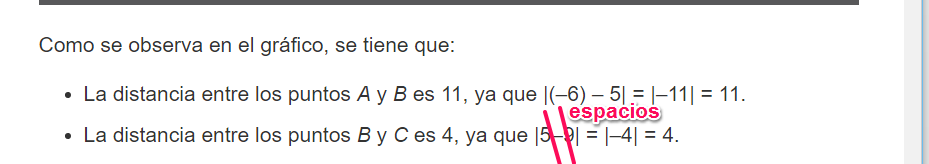 Como se observa en el gráfico, se tiene que:
• La distancia entre los puntos A y B es 11, ya que |(–6) – 5| = |–11| = 11.
espacios
• La distancia entre los puntos B y C es 4, ya que |5–9| = |–4| = 4.